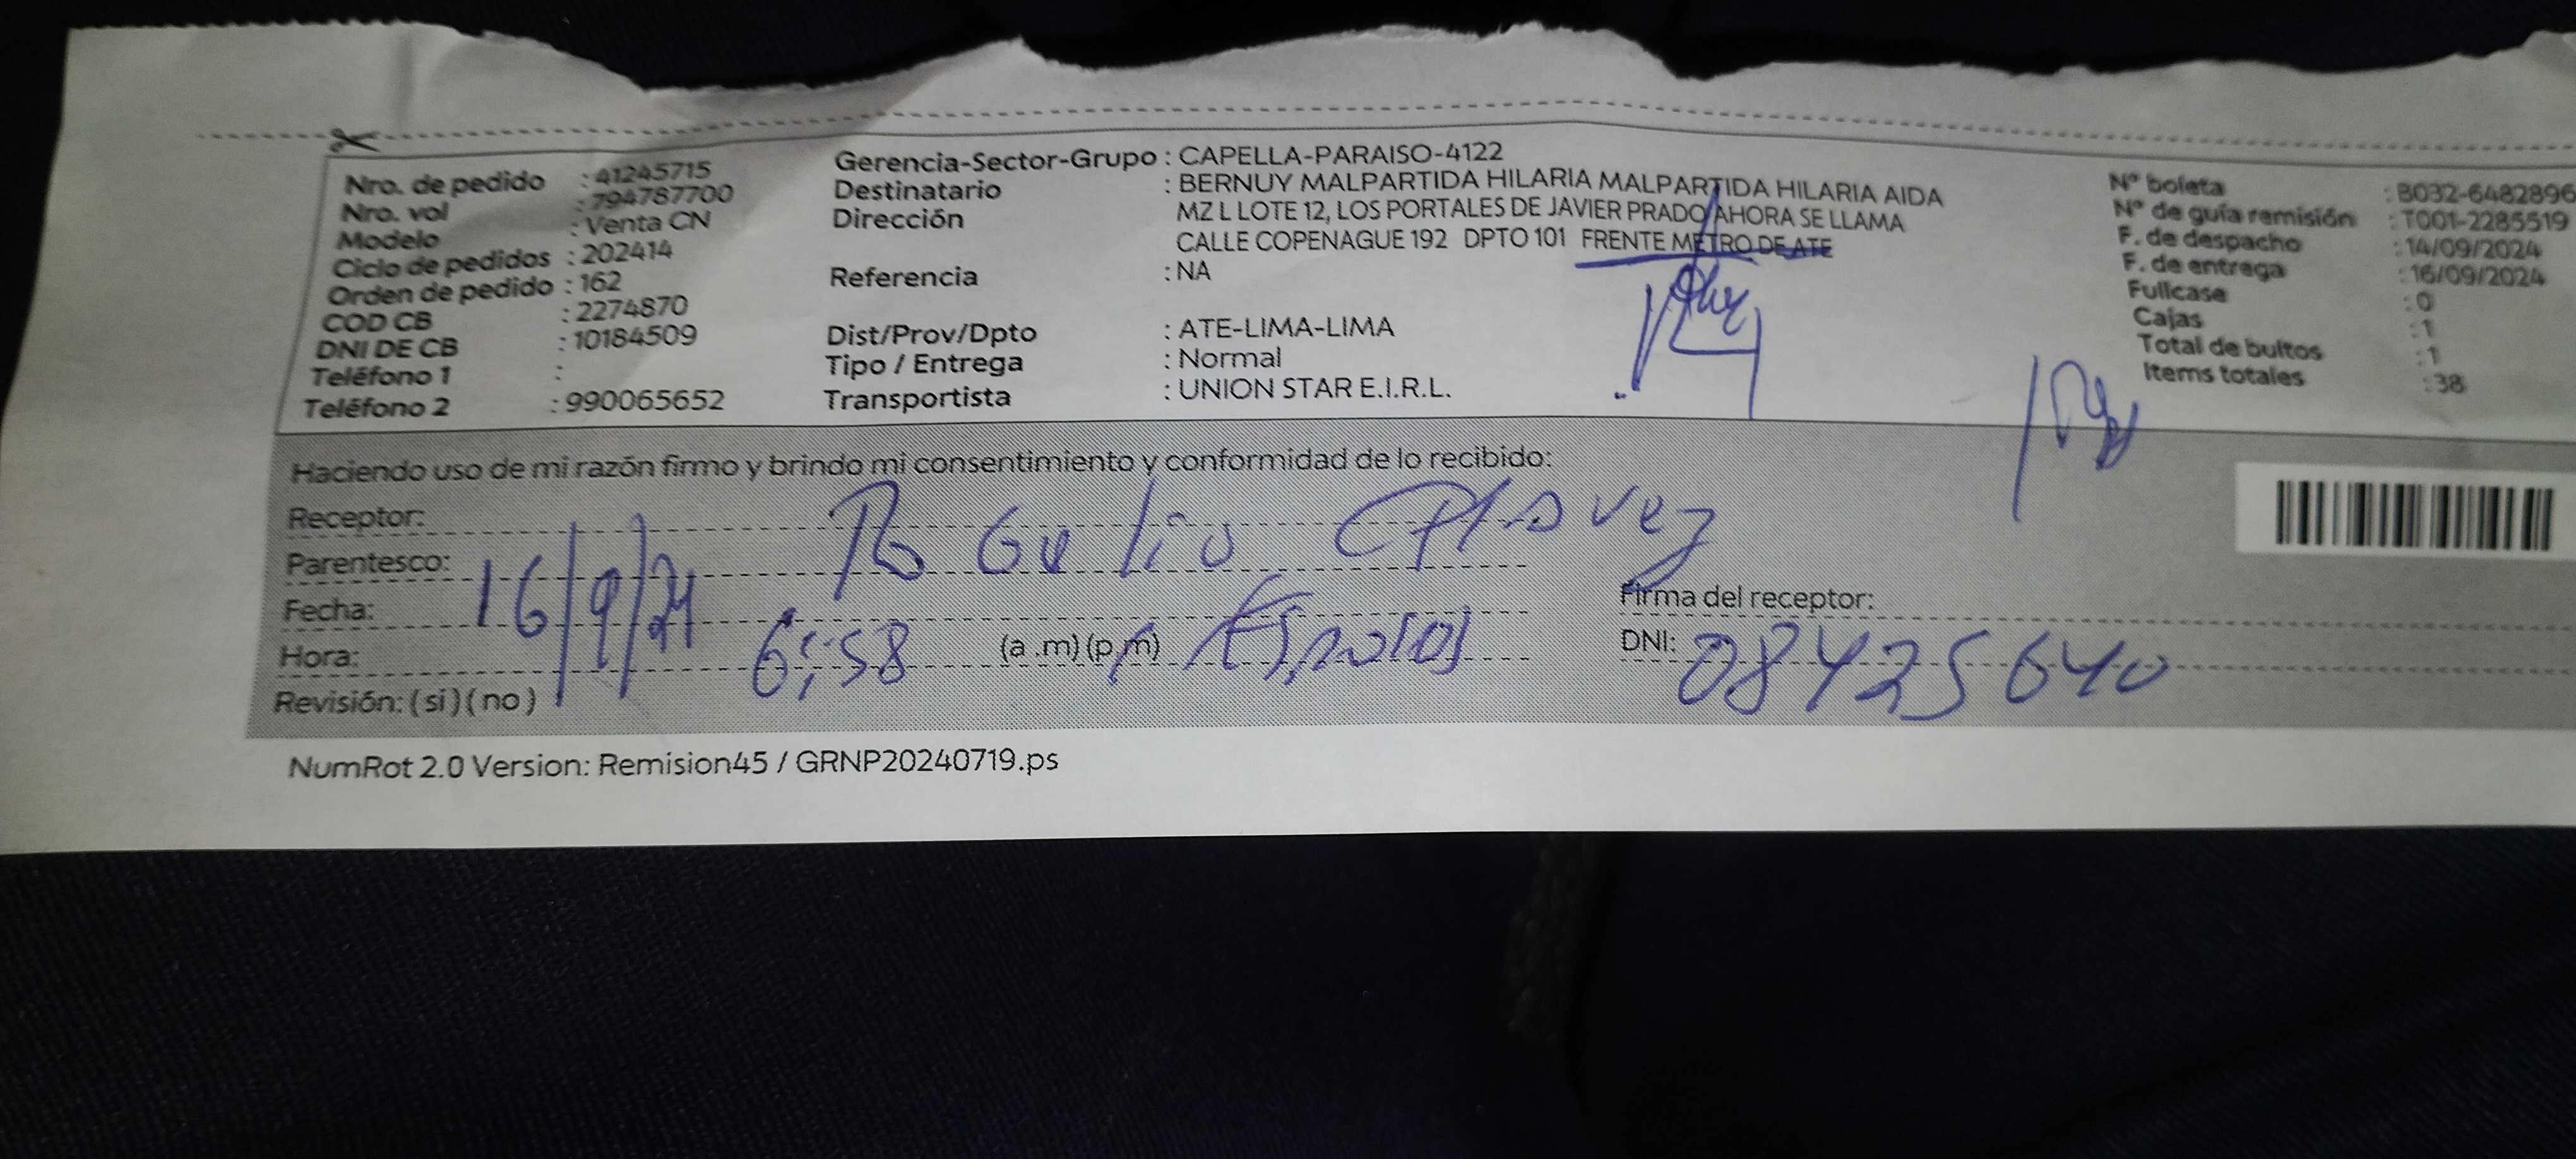 Nro. de pedido : 41245715
Nro. vol : 794787700
Modelo : Venta CN
Ciclo de pedidos : 202414
Orden de pedido : 162
COD CB : 2274870
DNI DE CB : 10184509
Teléfono 1 :
Teléfono 2 : 990065652
Gerencia-Sector-Grupo : CAPELLA-PARAISO-4122
Destinatario : BERNUY MALPARTIDA HILARIA MALPARTIDA HILARIA AIDA
Dirección MZ L LOTE 12, LOS PORTALES DE JAVIER PRADO AHORA SE LLAMA
CALLE COPENAGUE 192 DPTO 101 FRENTE METRO DE ATE
Referencia : NA
Dist/Prov/Dpto : ATE-LIMA-LIMA
Tipo / Entrega : Normal
Transportista : UNION STAR E.I.R.L.
Nº boleta : B032-6482896
Nº de guía remisión : T001-2285519
F. de despacho : 14/09/2024
F. de entrega : 16/09/2024
Fullcase : 0
Cajas : 1
Total de bultos : 1
Items totales : 38
Haciendo uso de mi razón firmo y brindo mi consentimiento y conformidad de lo recibido:
Receptor:
Parentesco:
Fecha: 16/9/24
Hora: 6:58 (a .m) (p.m)
Revisión: (si) (no)
Firma del receptor:
DNI: 08425640
NumRot 2.0 Version: Remision45 / GRNP20240719.ps